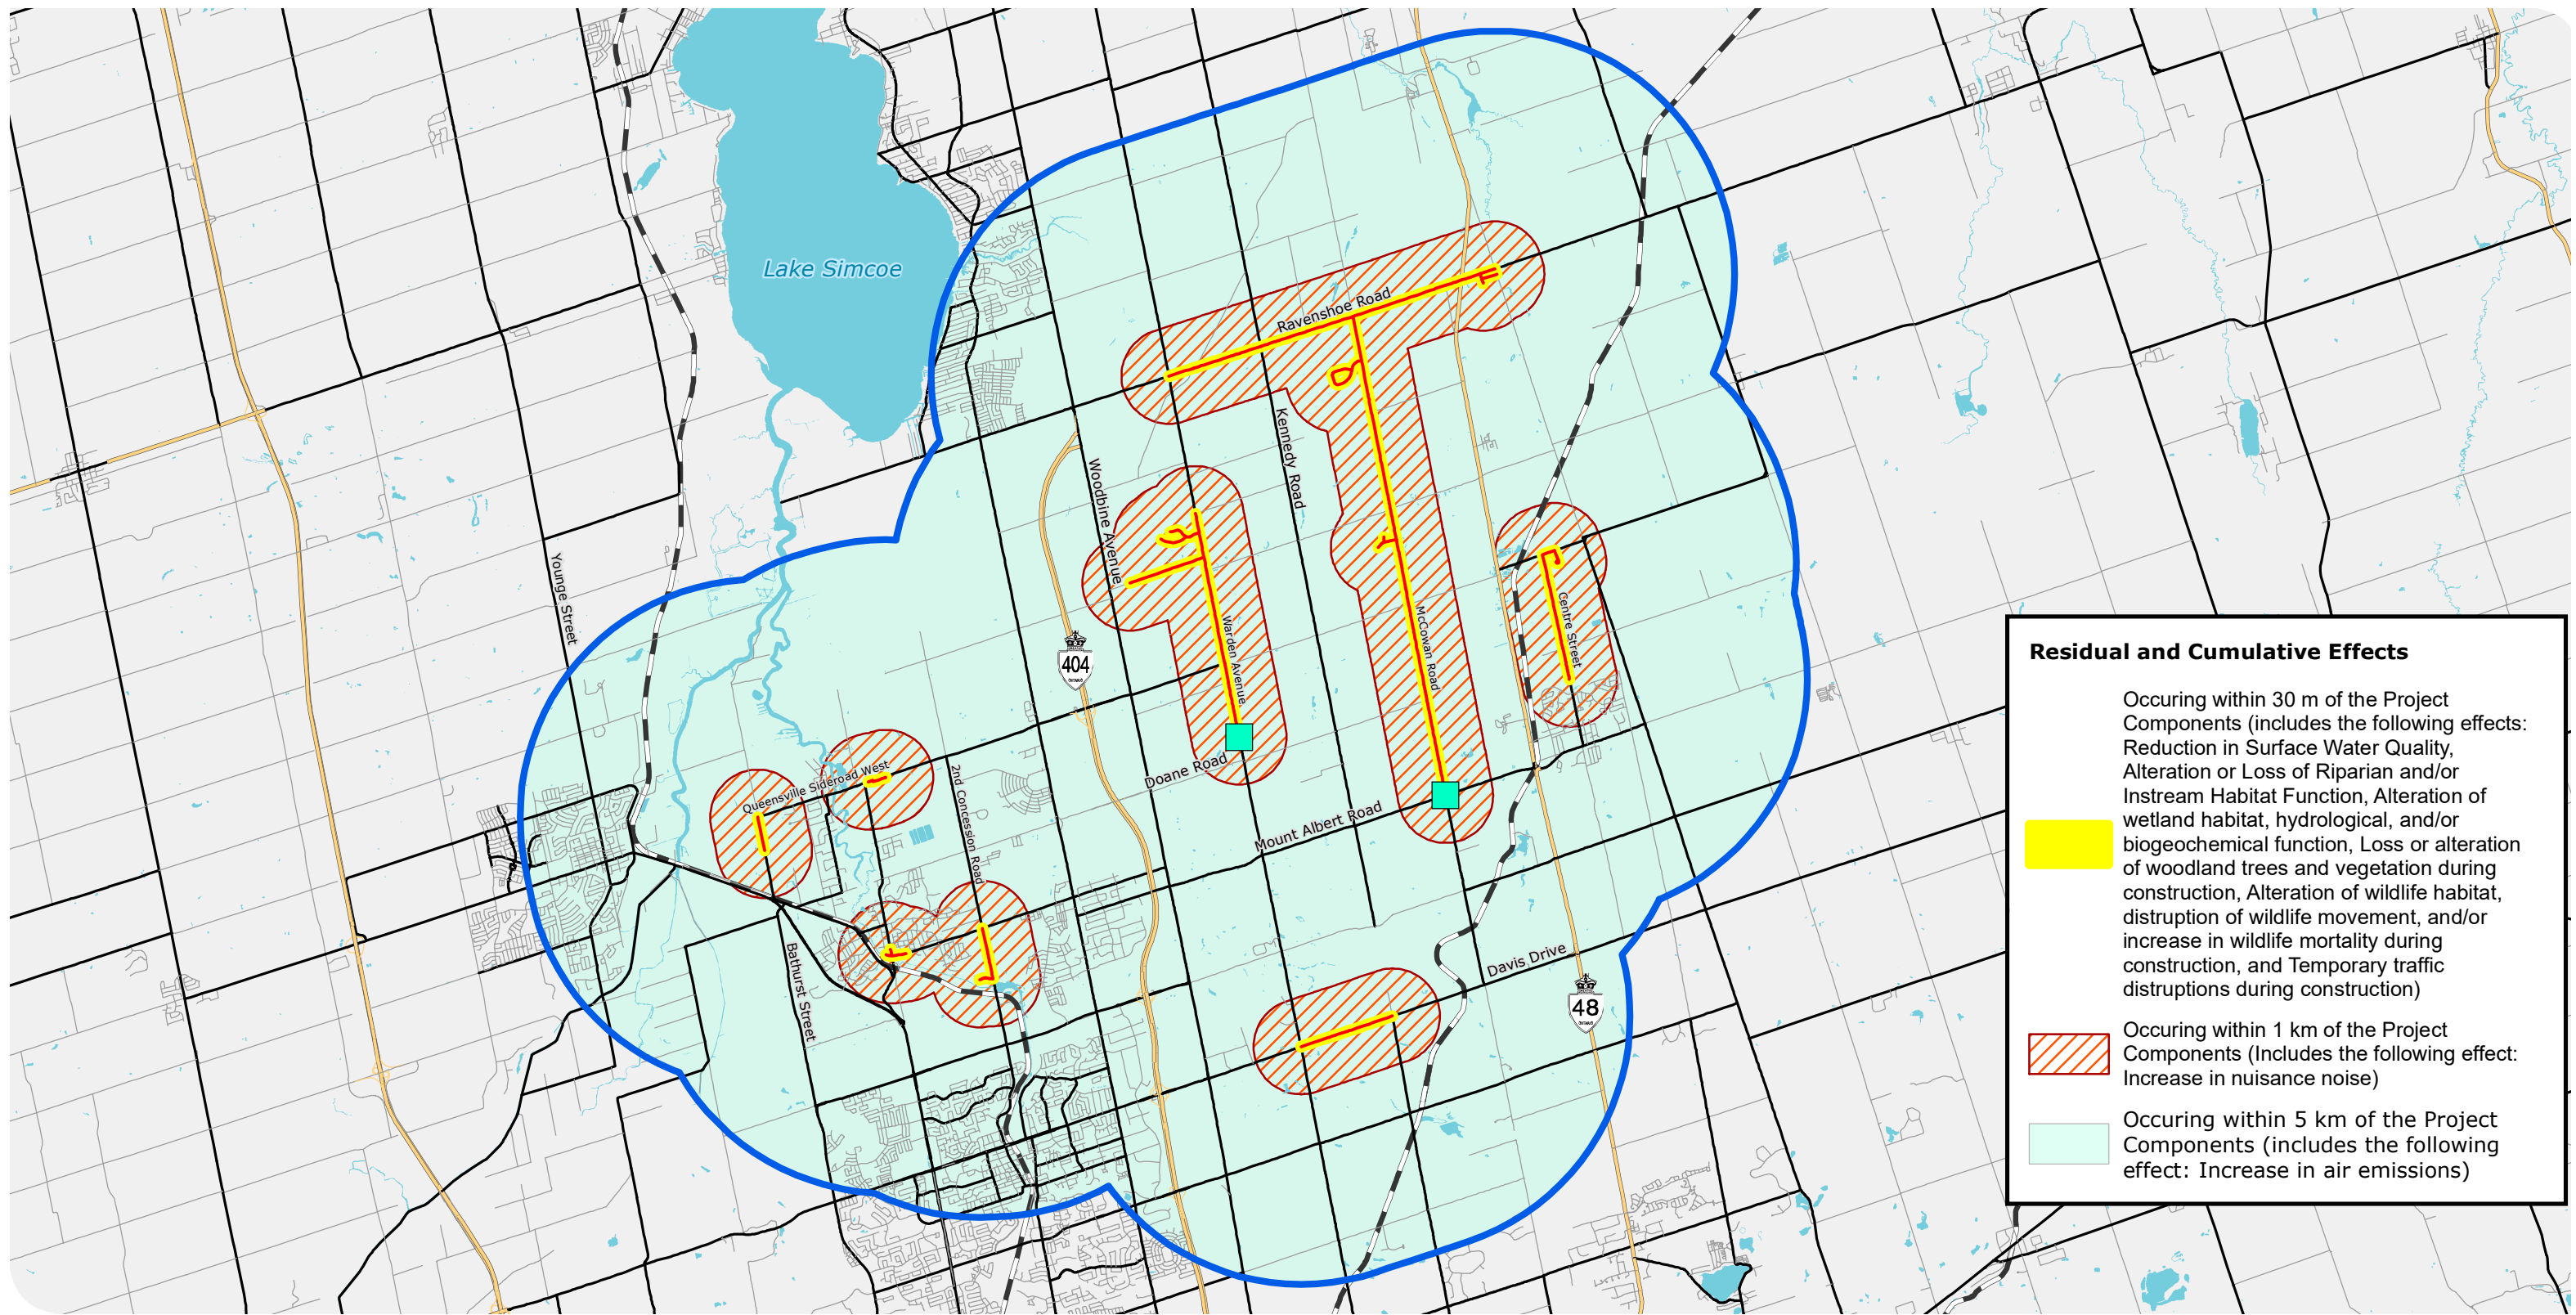 Lake Simcoe
Ravenshoe Road
Kennedy Road
Woodbine Avenue
Younge Street
Centre Street
McCowan Road
Warden Avenue
404
ONTARIO
Doane Road
Queensville Sideroad West
2nd Concession Road
Mount Albert Road
Bathurst Street
Davis Drive
48
ONTARIO
Residual and Cumulative Effects
Occuring within 30 m of the Project
Components (includes the following effects:
Reduction in Surface Water Quality,
Alteration or Loss of Riparian and/or
Instream Habitat Function, Alteration of
wetland habitat, hydrological, and/or
biogeochemical function, Loss or alteration
of woodland trees and vegetation during
construction, Alteration of wildlife habitat,
distruption of wildlife movement, and/or
increase in wildlife mortality during
construction, and Temporary traffic
distruptions during construction)
Occuring within 1 km of the Project
Components (Includes the following effect:
Increase in nuisance noise)
Occuring within 5 km of the Project
Components (includes the following
effect: Increase in air emissions)